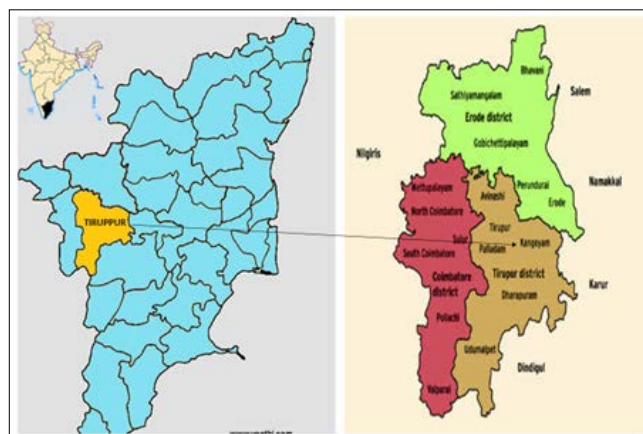 TIRUPPUR
Bhavani
Sathiyamangalam
Salem
Erode district
Gobichettipalayam
Nilgiris
Namakkal
Mettupalayam
Avinashi
Perundurai
North Coimbatore
Erode
Tirupur
Sulur
Kangeyam
South Coimbatore
Palladam
Coimbatore
district
Tirupur district
Karur
Dharapuram
Pollachi
Udumalpet
Dindigul
Valparai